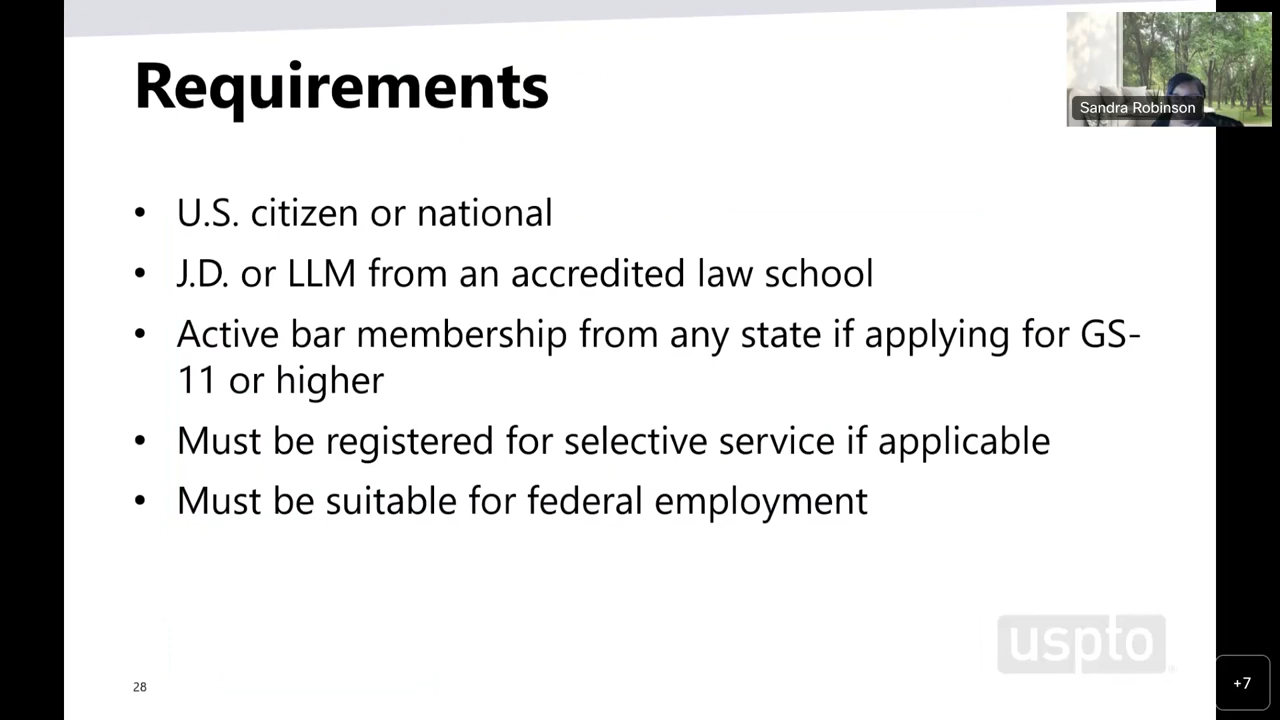 Requirements
Sandra Robinson
• U.S. citizen or national
• J.D. or LLM from an accredited law school
• Active bar membership from any state if applying for GS-
11 or higher
• Must be registered for selective service if applicable
• Must be suitable for federal employment
uspto
28
+7